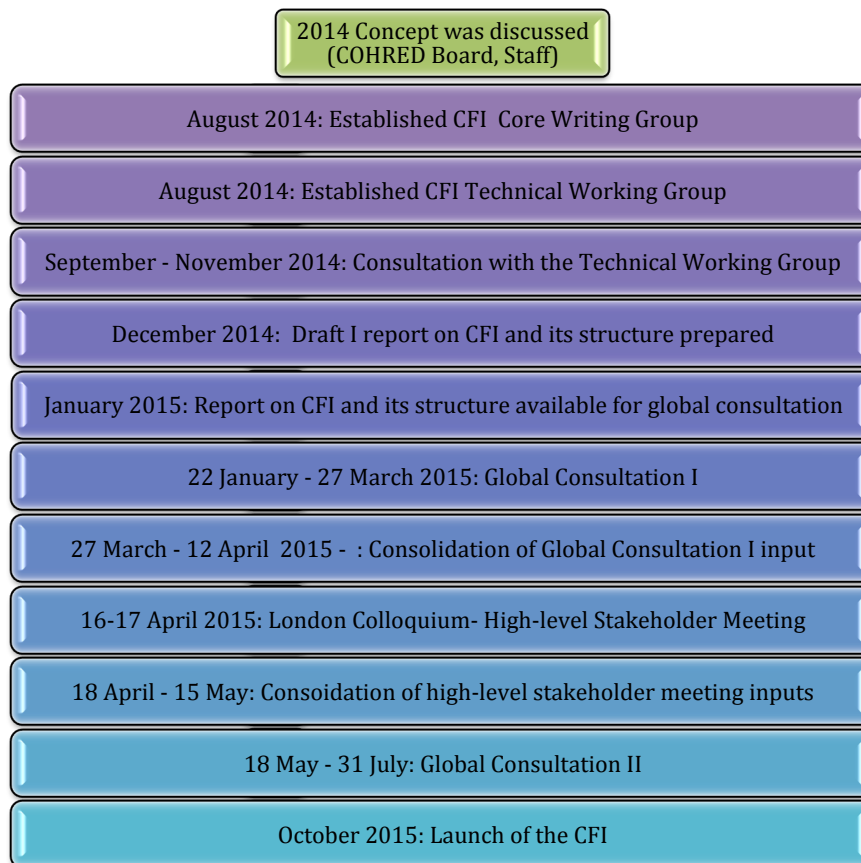 2014 Concept was discussed
(COHRED Board, Staff)
August 2014: Established CFI Core Writing Group
August 2014: Established CFI Technical Working Group
September - November 2014: Consultation with the Technical Working Group
December 2014: Draft I report on CFI and its structure prepared
January 2015: Report on CFI and its structure available for global consultation
22 January - 27 March 2015: Global Consultation I
27 March - 12 April 2015 - : Consolidation of Global Consultation I input
16-17 April 2015: London Colloquium- High-level Stakeholder Meeting
18 April - 15 May: Consoidation of high-level stakeholder meeting inputs
18 May - 31 July: Global Consultation II
October 2015: Launch of the CFI